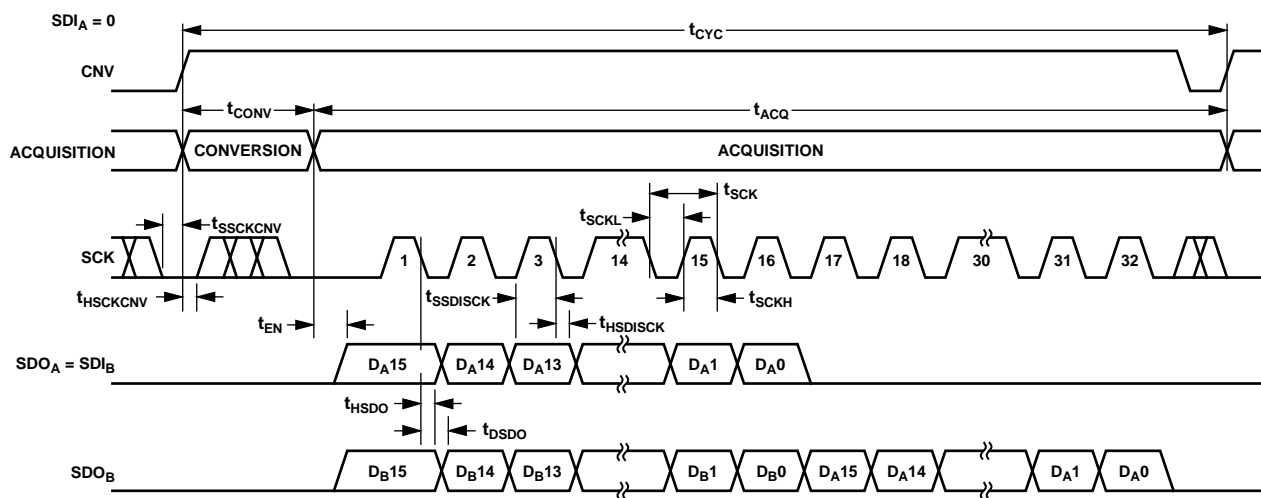 SDIA = 0
tCYC
CNV
tCONV
tACQ
ACQUISITION
CONVERSION
ACQUISITION
tSCK
tSCKL
tSSCKCNV
SCK
1 2 3 14 15 16 17 18 30 31 32
tHSCKCNV
tSSDISCK
tSCKH
tEN
tHSDISCK
SDOA = SDIB
DA15 DA14 DA13 DA1 DA0
tHSDO
tDSDO
SDOB
DB15 DB14 DB13 DB1 DB0 DA15 DA14 DA1 DA0